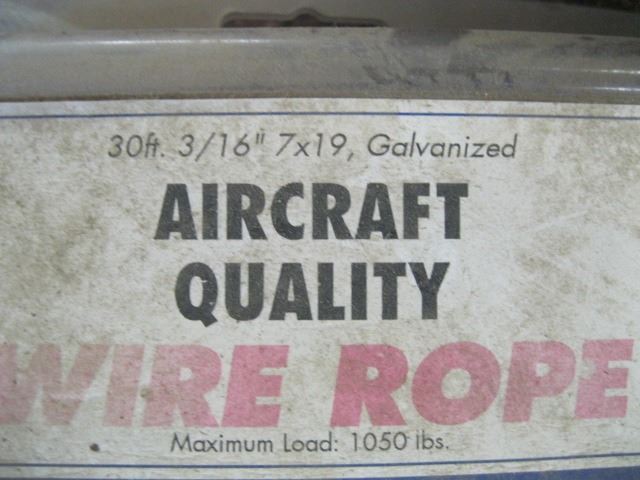 30ft. 3/16" 7x19, Galvanized
AIRCRAFT
QUALITY
WIRE ROPE
Maximum Load: 1050 lbs.